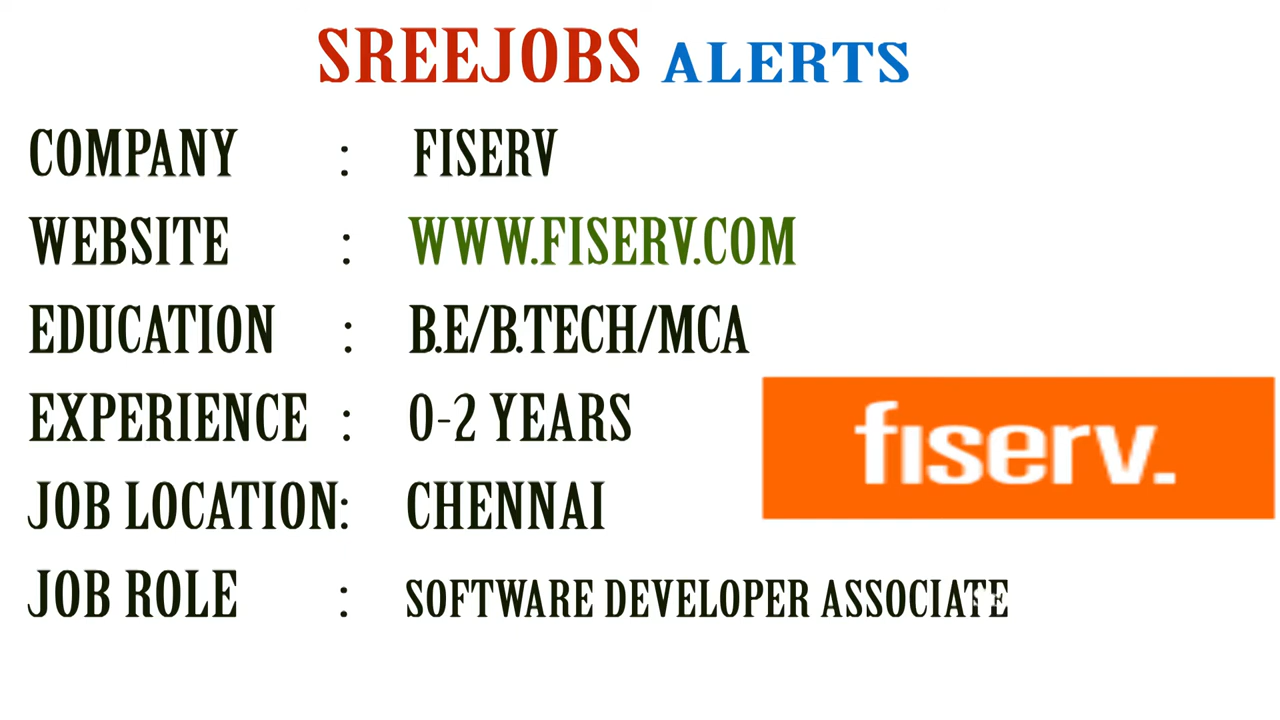 SREEJOBS ALERTS
COMPANY : FISERV
WEBSITE : WWW.FISERV.COM
EDUCATION : B.E/B.TECH/MCA
EXPERIENCE : 0-2 YEARS
fiserv.
JOB LOCATION: CHENNAI
JOB ROLE : SOFTWARE DEVELOPER ASSOCIATE